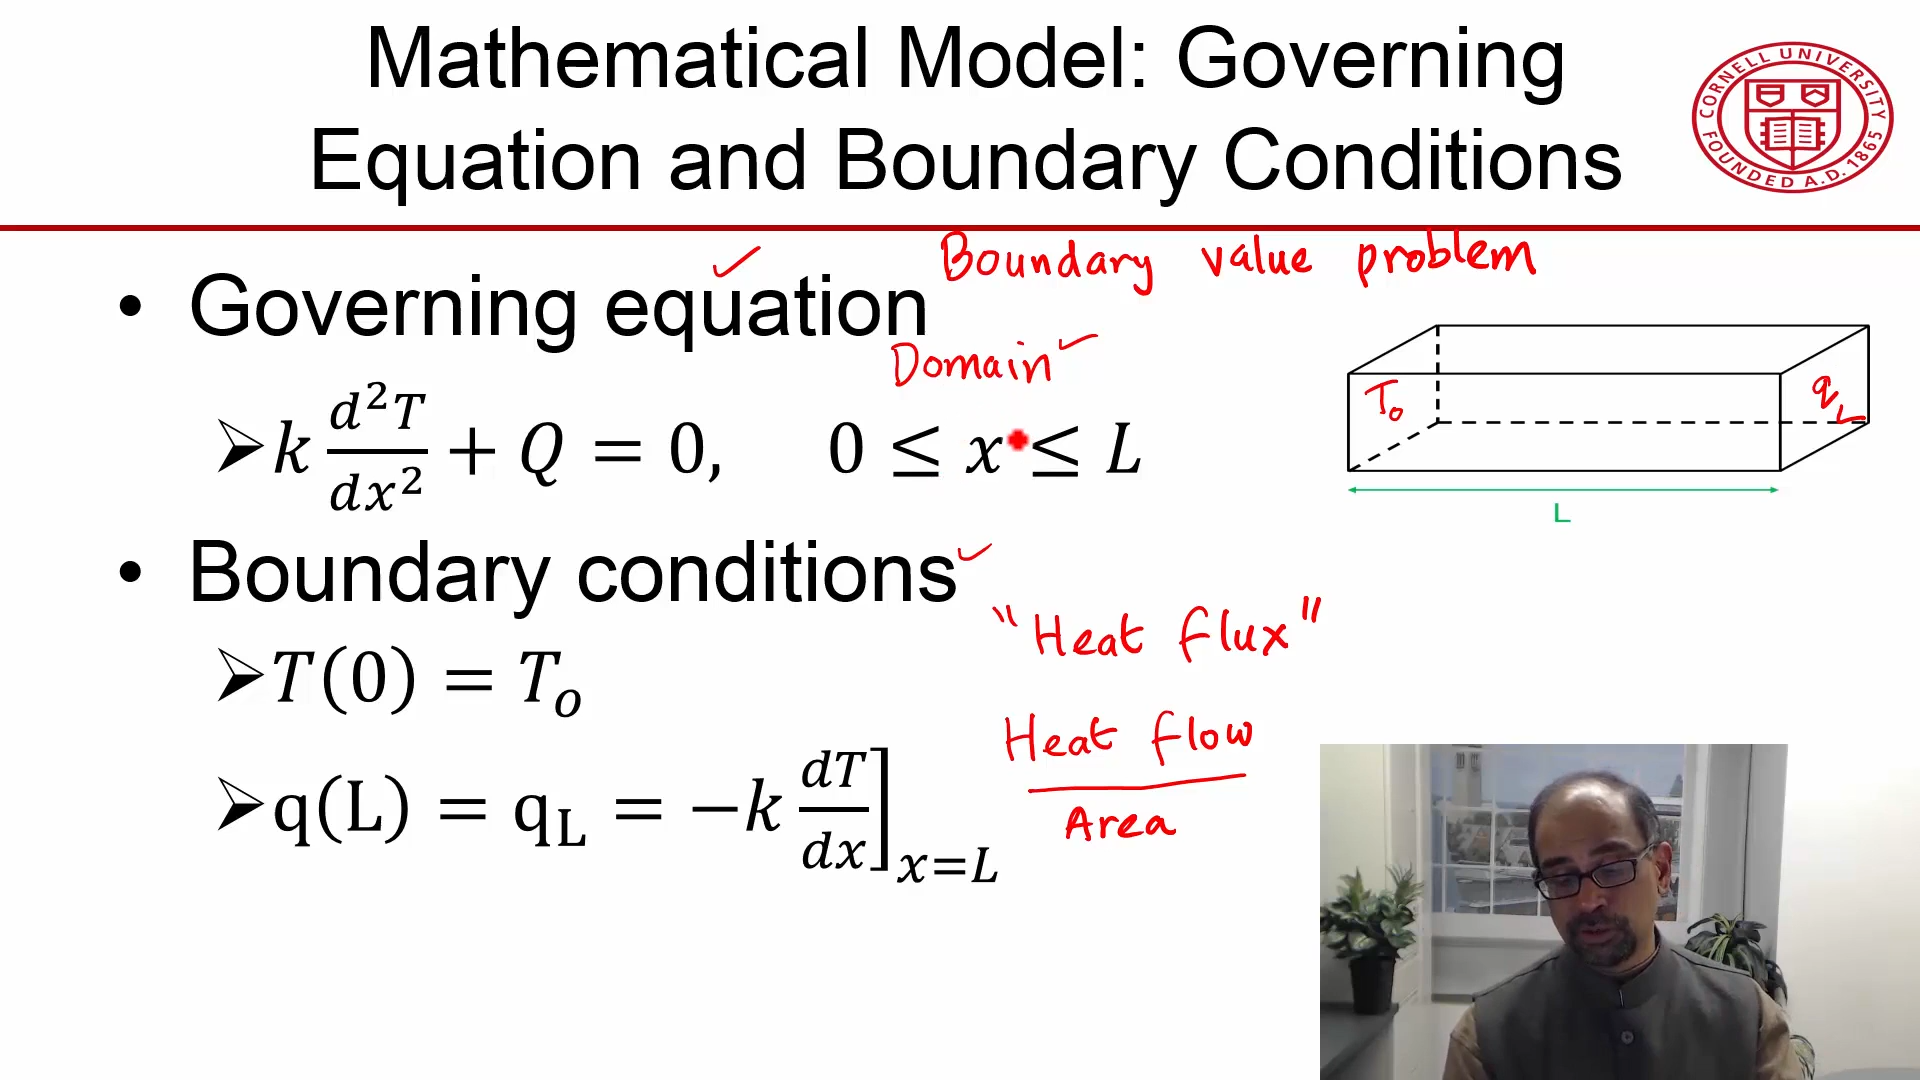 Mathematical Model: Governing
Equation and Boundary Conditions
CORNELL UNIVERSITY
FOUNDED A.D. 1865
Boundary value problem
• Governing equation
Domain
➢ k d²T/dx² + Q = 0, 0 ≤ x ≤ L
T₀
q_L
L
• Boundary conditions
"Heat flux"
➢ T(0) = Tₒ
Heat flow
Area
➢ q(L) = q_L = −k dT/dx]ₓ₌L